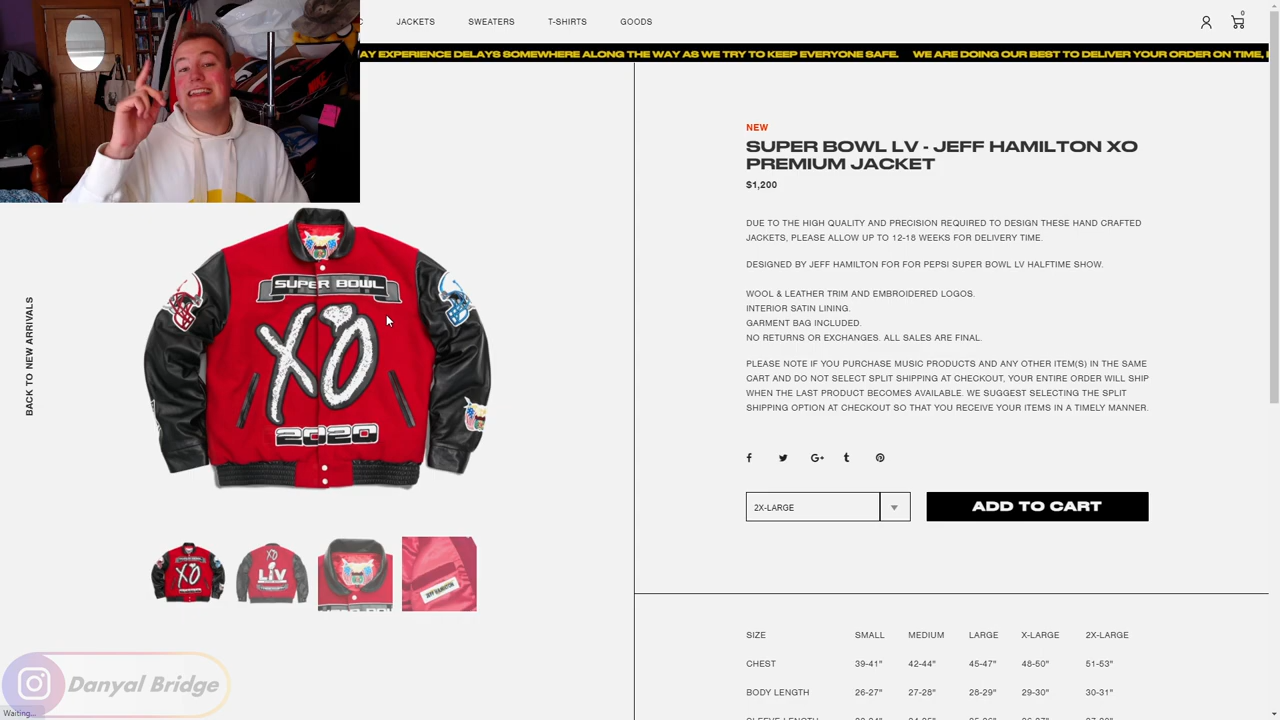 JACKETS SWEATERS T-SHIRTS GOODS
0
AY EXPERIENCE DELAYS SOMEWHERE ALONG THE WAY AS WE TRY TO KEEP EVERYONE SAFE. WE ARE DOING OUR BEST TO DELIVER YOUR ORDER ON TIME,
BACK TO NEW ARRIVALS
SUPER BOWL
XO
2020
XO
LIV
JEFF HAMILTON
NEW
SUPER BOWL LV - JEFF HAMILTON XO
PREMIUM JACKET
$1,200
DUE TO THE HIGH QUALITY AND PRECISION REQUIRED TO DESIGN THESE HAND CRAFTED
JACKETS, PLEASE ALLOW UP TO 12-18 WEEKS FOR DELIVERY TIME.
DESIGNED BY JEFF HAMILTON FOR FOR PEPSI SUPER BOWL LV HALFTIME SHOW.
WOOL & LEATHER TRIM AND EMBROIDERED LOGOS.
INTERIOR SATIN LINING.
GARMENT BAG INCLUDED.
NO RETURNS OR EXCHANGES. ALL SALES ARE FINAL.
PLEASE NOTE IF YOU PURCHASE MUSIC PRODUCTS AND ANY OTHER ITEM(S) IN THE SAME
CART AND DO NOT SELECT SPLIT SHIPPING AT CHECKOUT, YOUR ENTIRE ORDER WILL SHIP
WHEN THE LAST PRODUCT BECOMES AVAILABLE. WE SUGGEST SELECTING THE SPLIT
SHIPPING OPTION AT CHECKOUT SO THAT YOU RECEIVE YOUR ITEMS IN A TIMELY MANNER.
G+
2X-LARGE
ADD TO CART
SIZE SMALL MEDIUM LARGE X-LARGE 2X-LARGE
CHEST 39-41" 42-44" 45-47" 48-50" 51-53"
BODY LENGTH 26-27" 27-28" 28-29" 29-30" 30-31"
Danyal Bridge
Waiting...